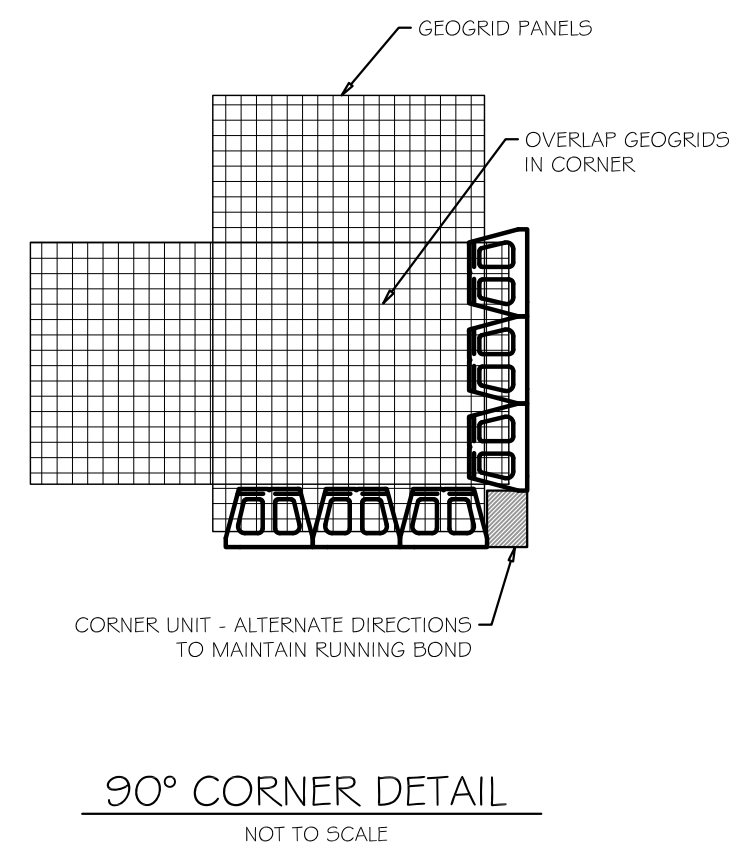 GEOGRID PANELS
OVERLAP GEOGRIDS
IN CORNER
CORNER UNIT - ALTERNATE DIRECTIONS
TO MAINTAIN RUNNING BOND
90° CORNER DETAIL
NOT TO SCALE